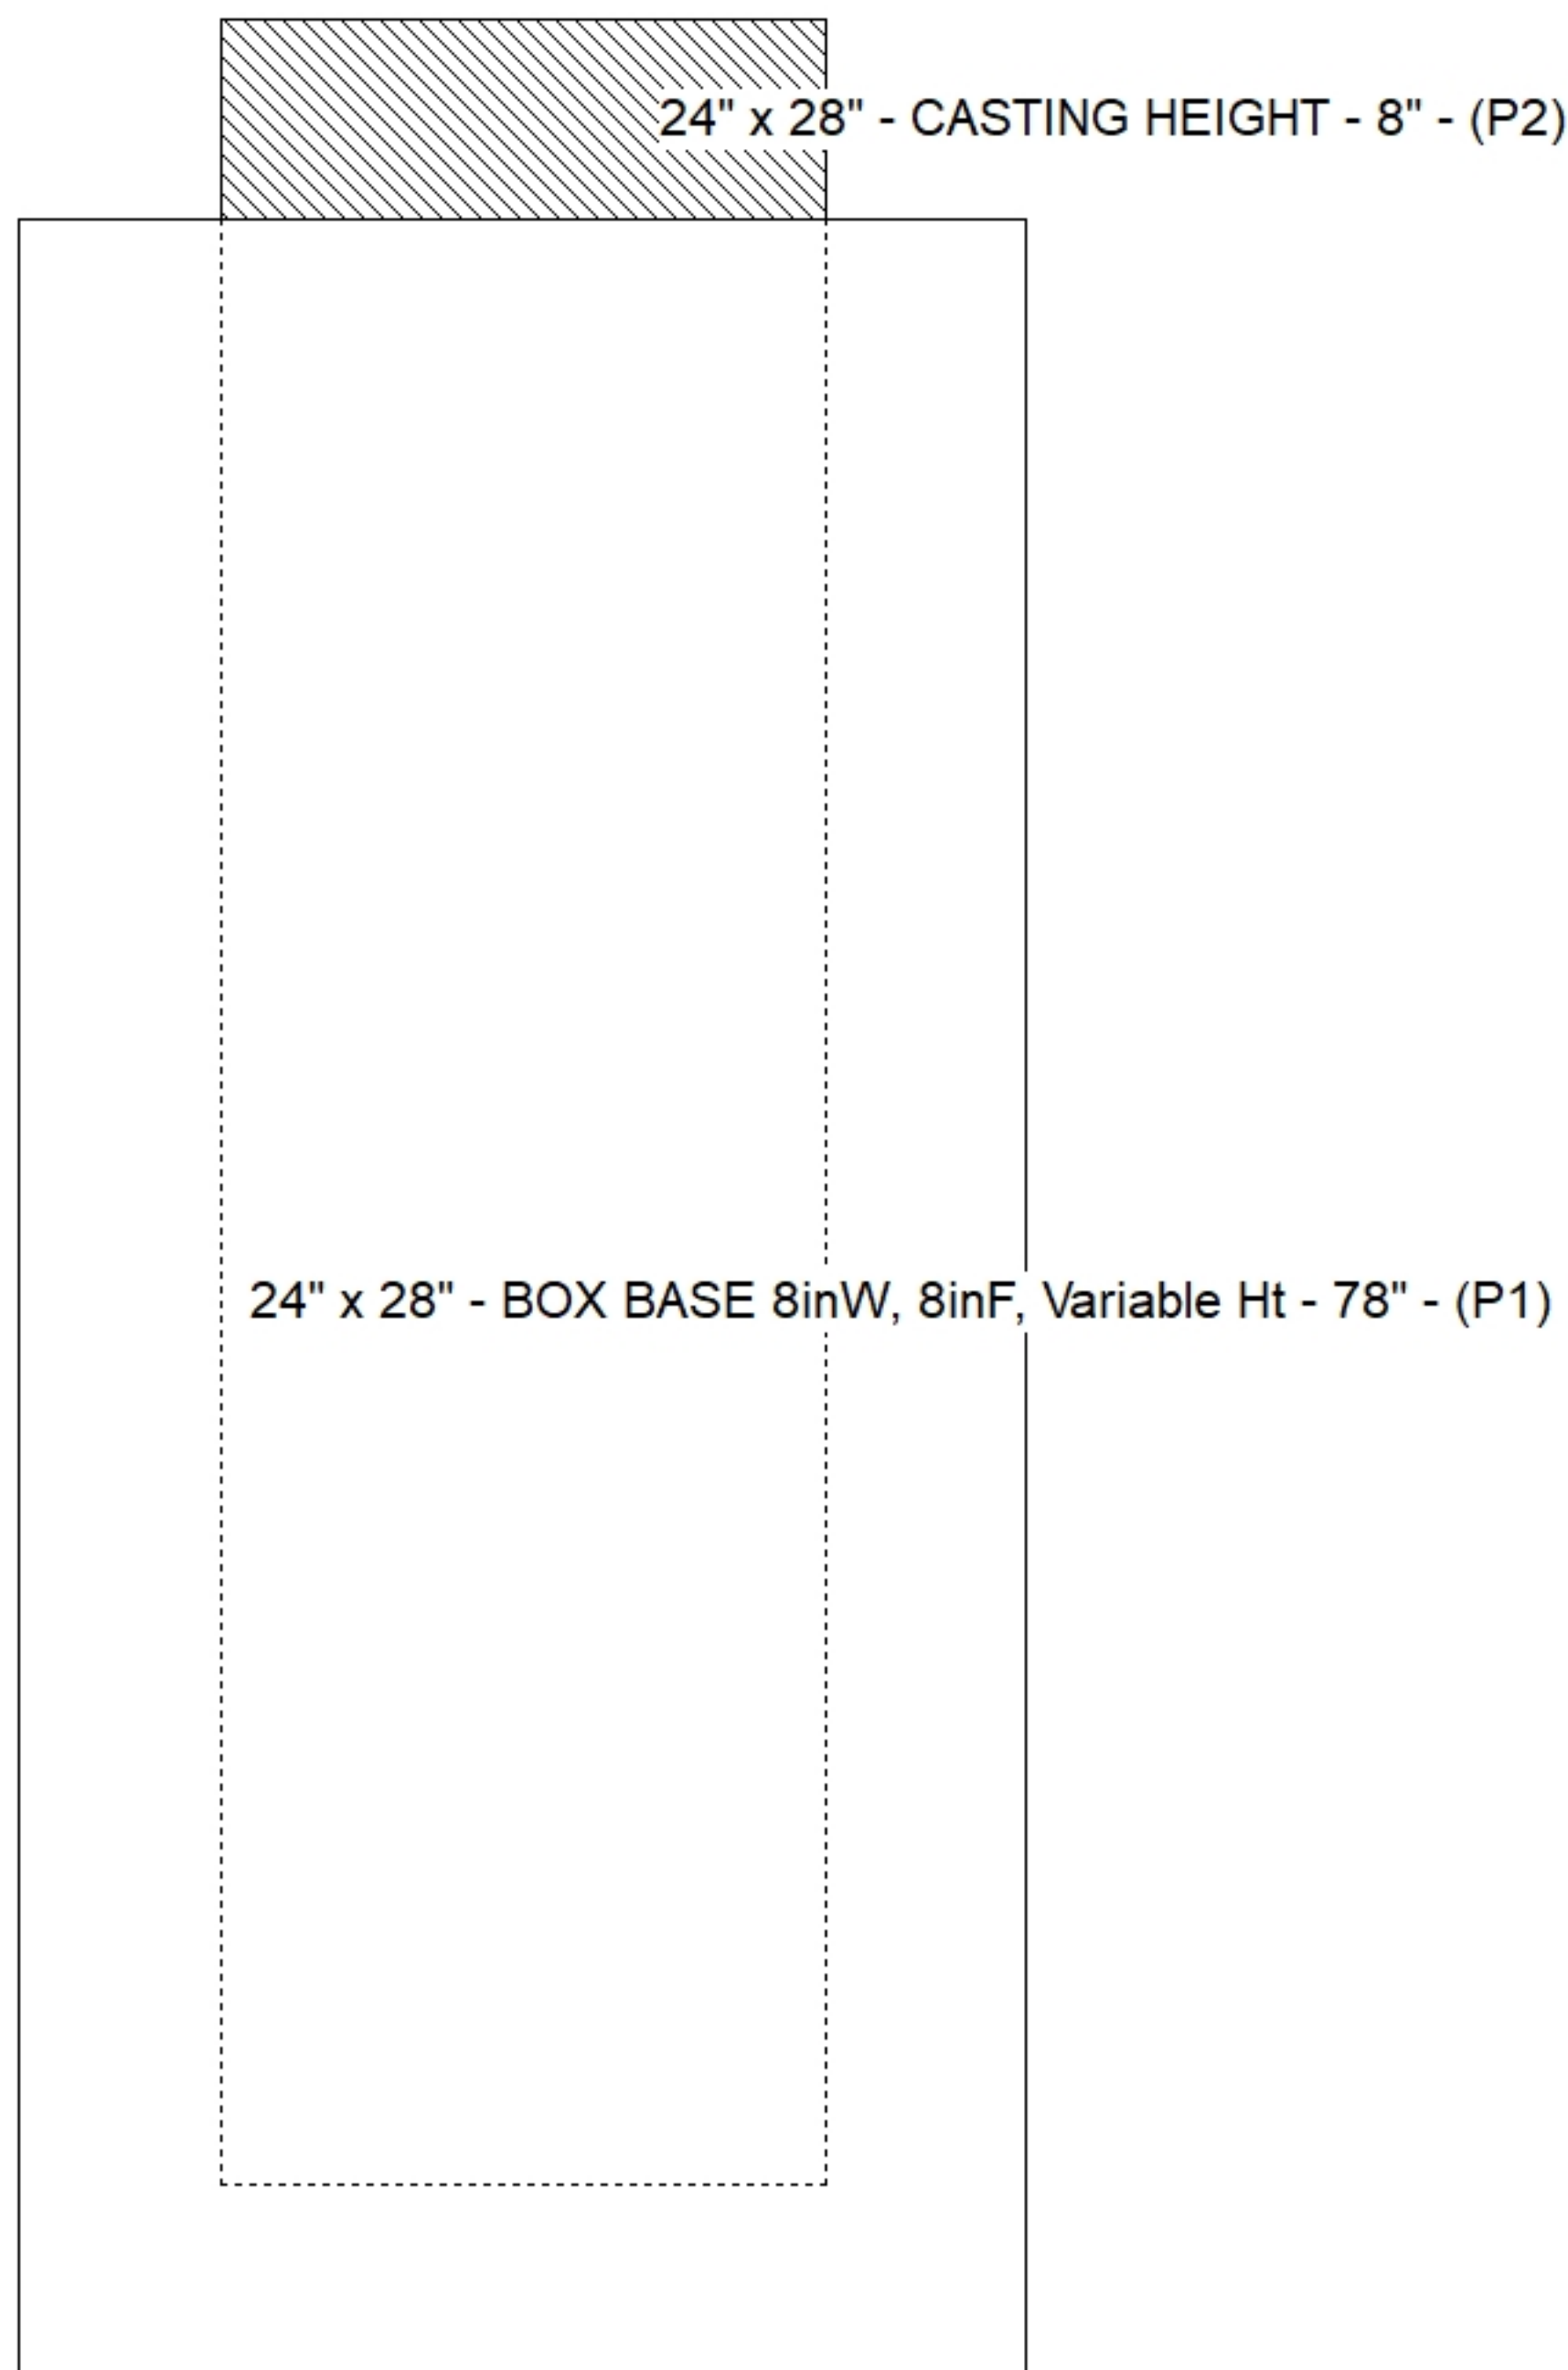 24" x 28" - CASTING HEIGHT - 8" - (P2)
24" x 28" - BOX BASE 8inW, 8inF, Variable Ht - 78" - (P1)